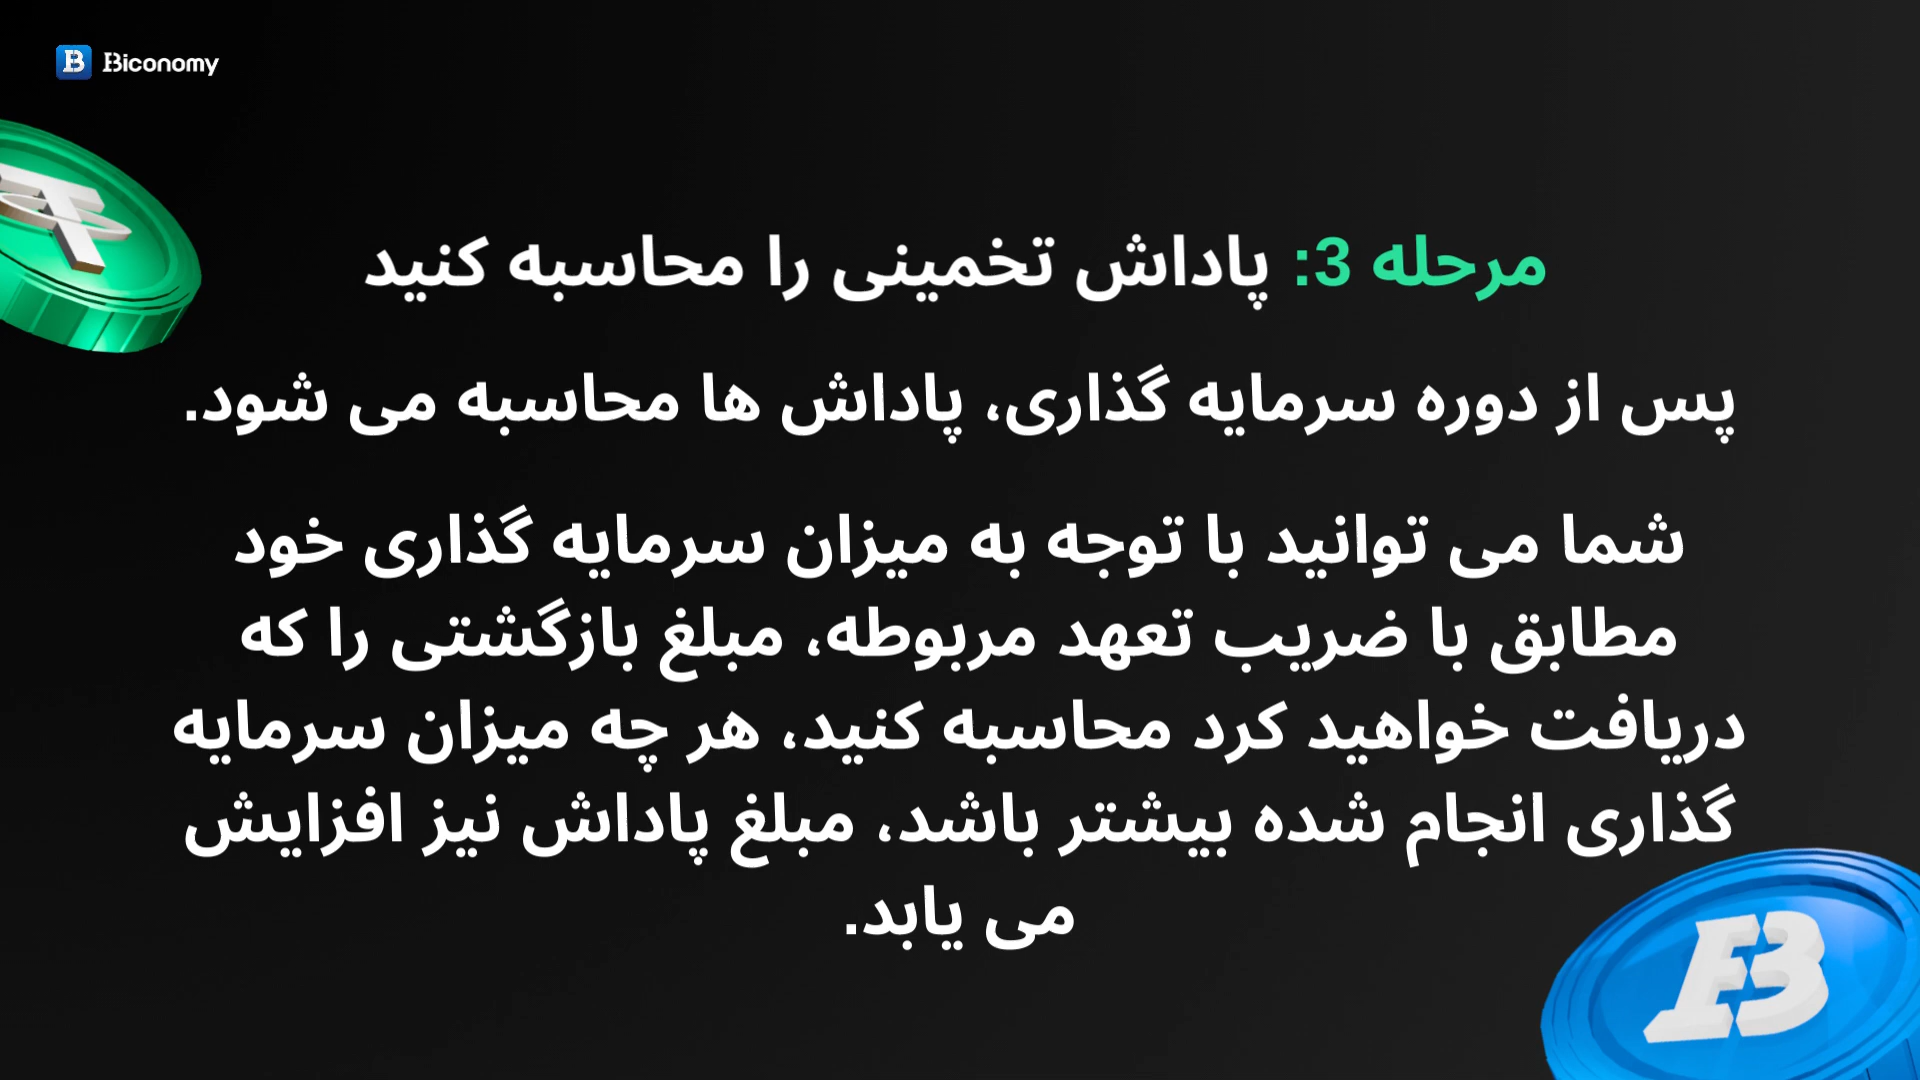 Biconomy
مرحله 3: پاداش تخمینی را محاسبه کنید
پس از دوره سرمایه گذاری، پاداش ها محاسبه می شود.
شما می توانید با توجه به میزان سرمایه گذاری خود
مطابق با ضریب تعهد مربوطه، مبلغ بازگشتی را که
دریافت خواهید کرد محاسبه کنید، هر چه میزان سرمایه
گذاری انجام شده بیشتر باشد، مبلغ پاداش نیز افزایش
می یابد.